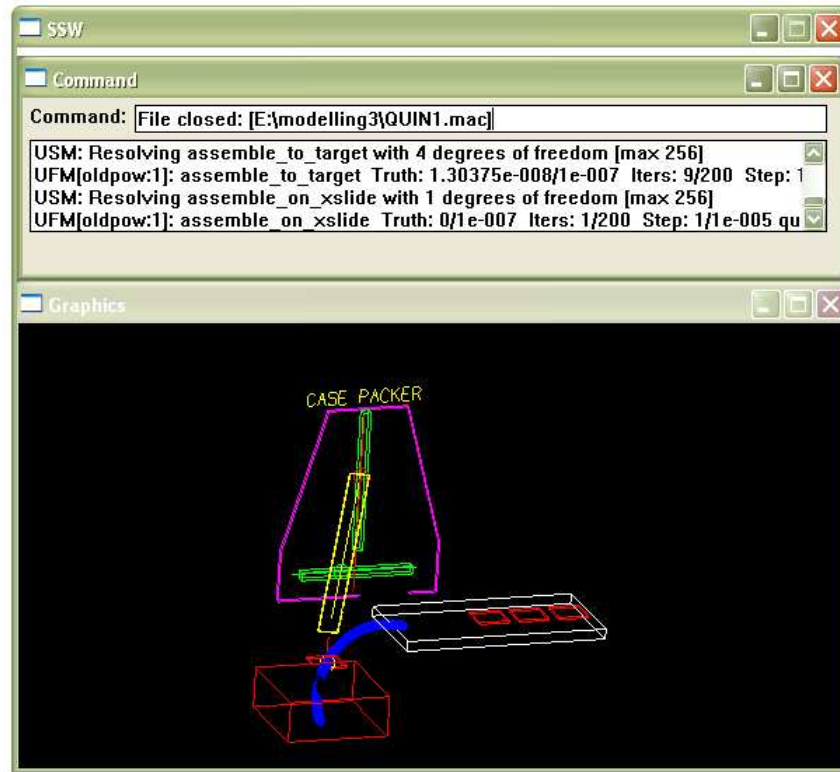 SSW
Command
Command: File closed: [E:\modelling3\QUIN1.mac]
USM: Resolving assemble_to_target with 4 degrees of freedom [max 256]
UFM[oldpow:1]: assemble_to_target Truth: 1.30375e-008/1e-007 Iters: 9/200 Step: 1
USM: Resolving assemble_on_xslide with 1 degrees of freedom [max 256]
UFM[oldpow:1]: assemble_on_xslide Truth: 0/1e-007 Iters: 1/200 Step: 1/1e-005 qu
Graphics
CASE PACKER